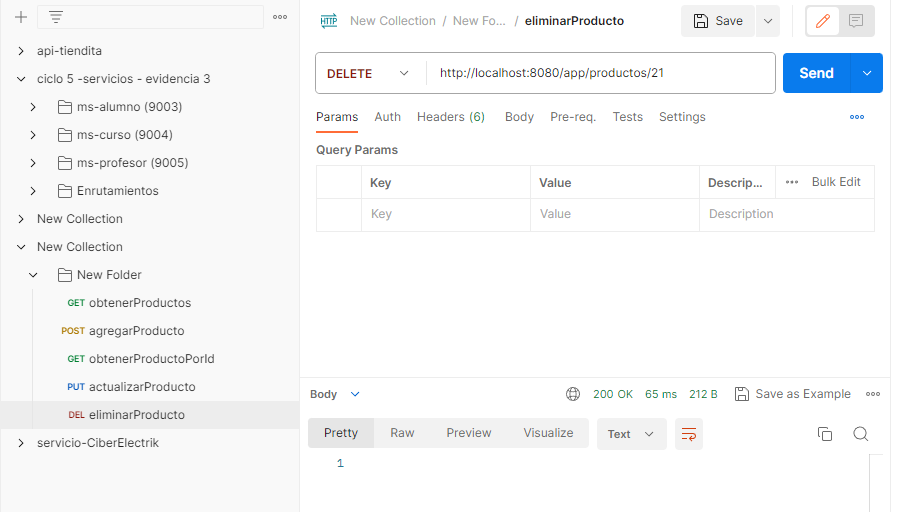 api-tiendita
ciclo 5 -servicios - evidencia 3
ms-alumno (9003)
ms-curso (9004)
ms-profesor (9005)
Enrutamientos
New Collection
New Collection
New Folder
GET obtenerProductos
POST agregarProducto
GET obtenerProductoPorId
PUT actualizarProducto
DEL eliminarProducto
servicio-CiberElectrik
HTTP New Collection / New Fo... / eliminarProducto
Save
DELETE http://localhost:8080/app/productos/21
Send
Params Auth Headers (6) Body Pre-req. Tests Settings
Query Params
Key Value Descrip... Bulk Edit
Key Value Description
Body 200 OK 65 ms 212 B Save as Example
Pretty Raw Preview Visualize Text
1